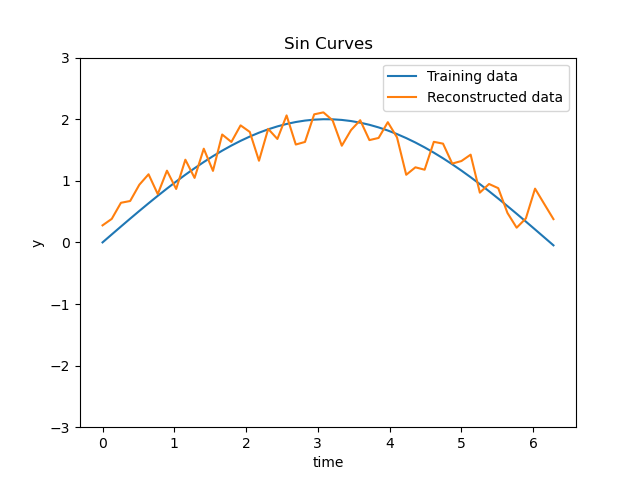 Sin Curves
Training data
Reconstructed data
3
2
1
0
−1
−2
−3
y
0
1
2
3
4
5
6
time